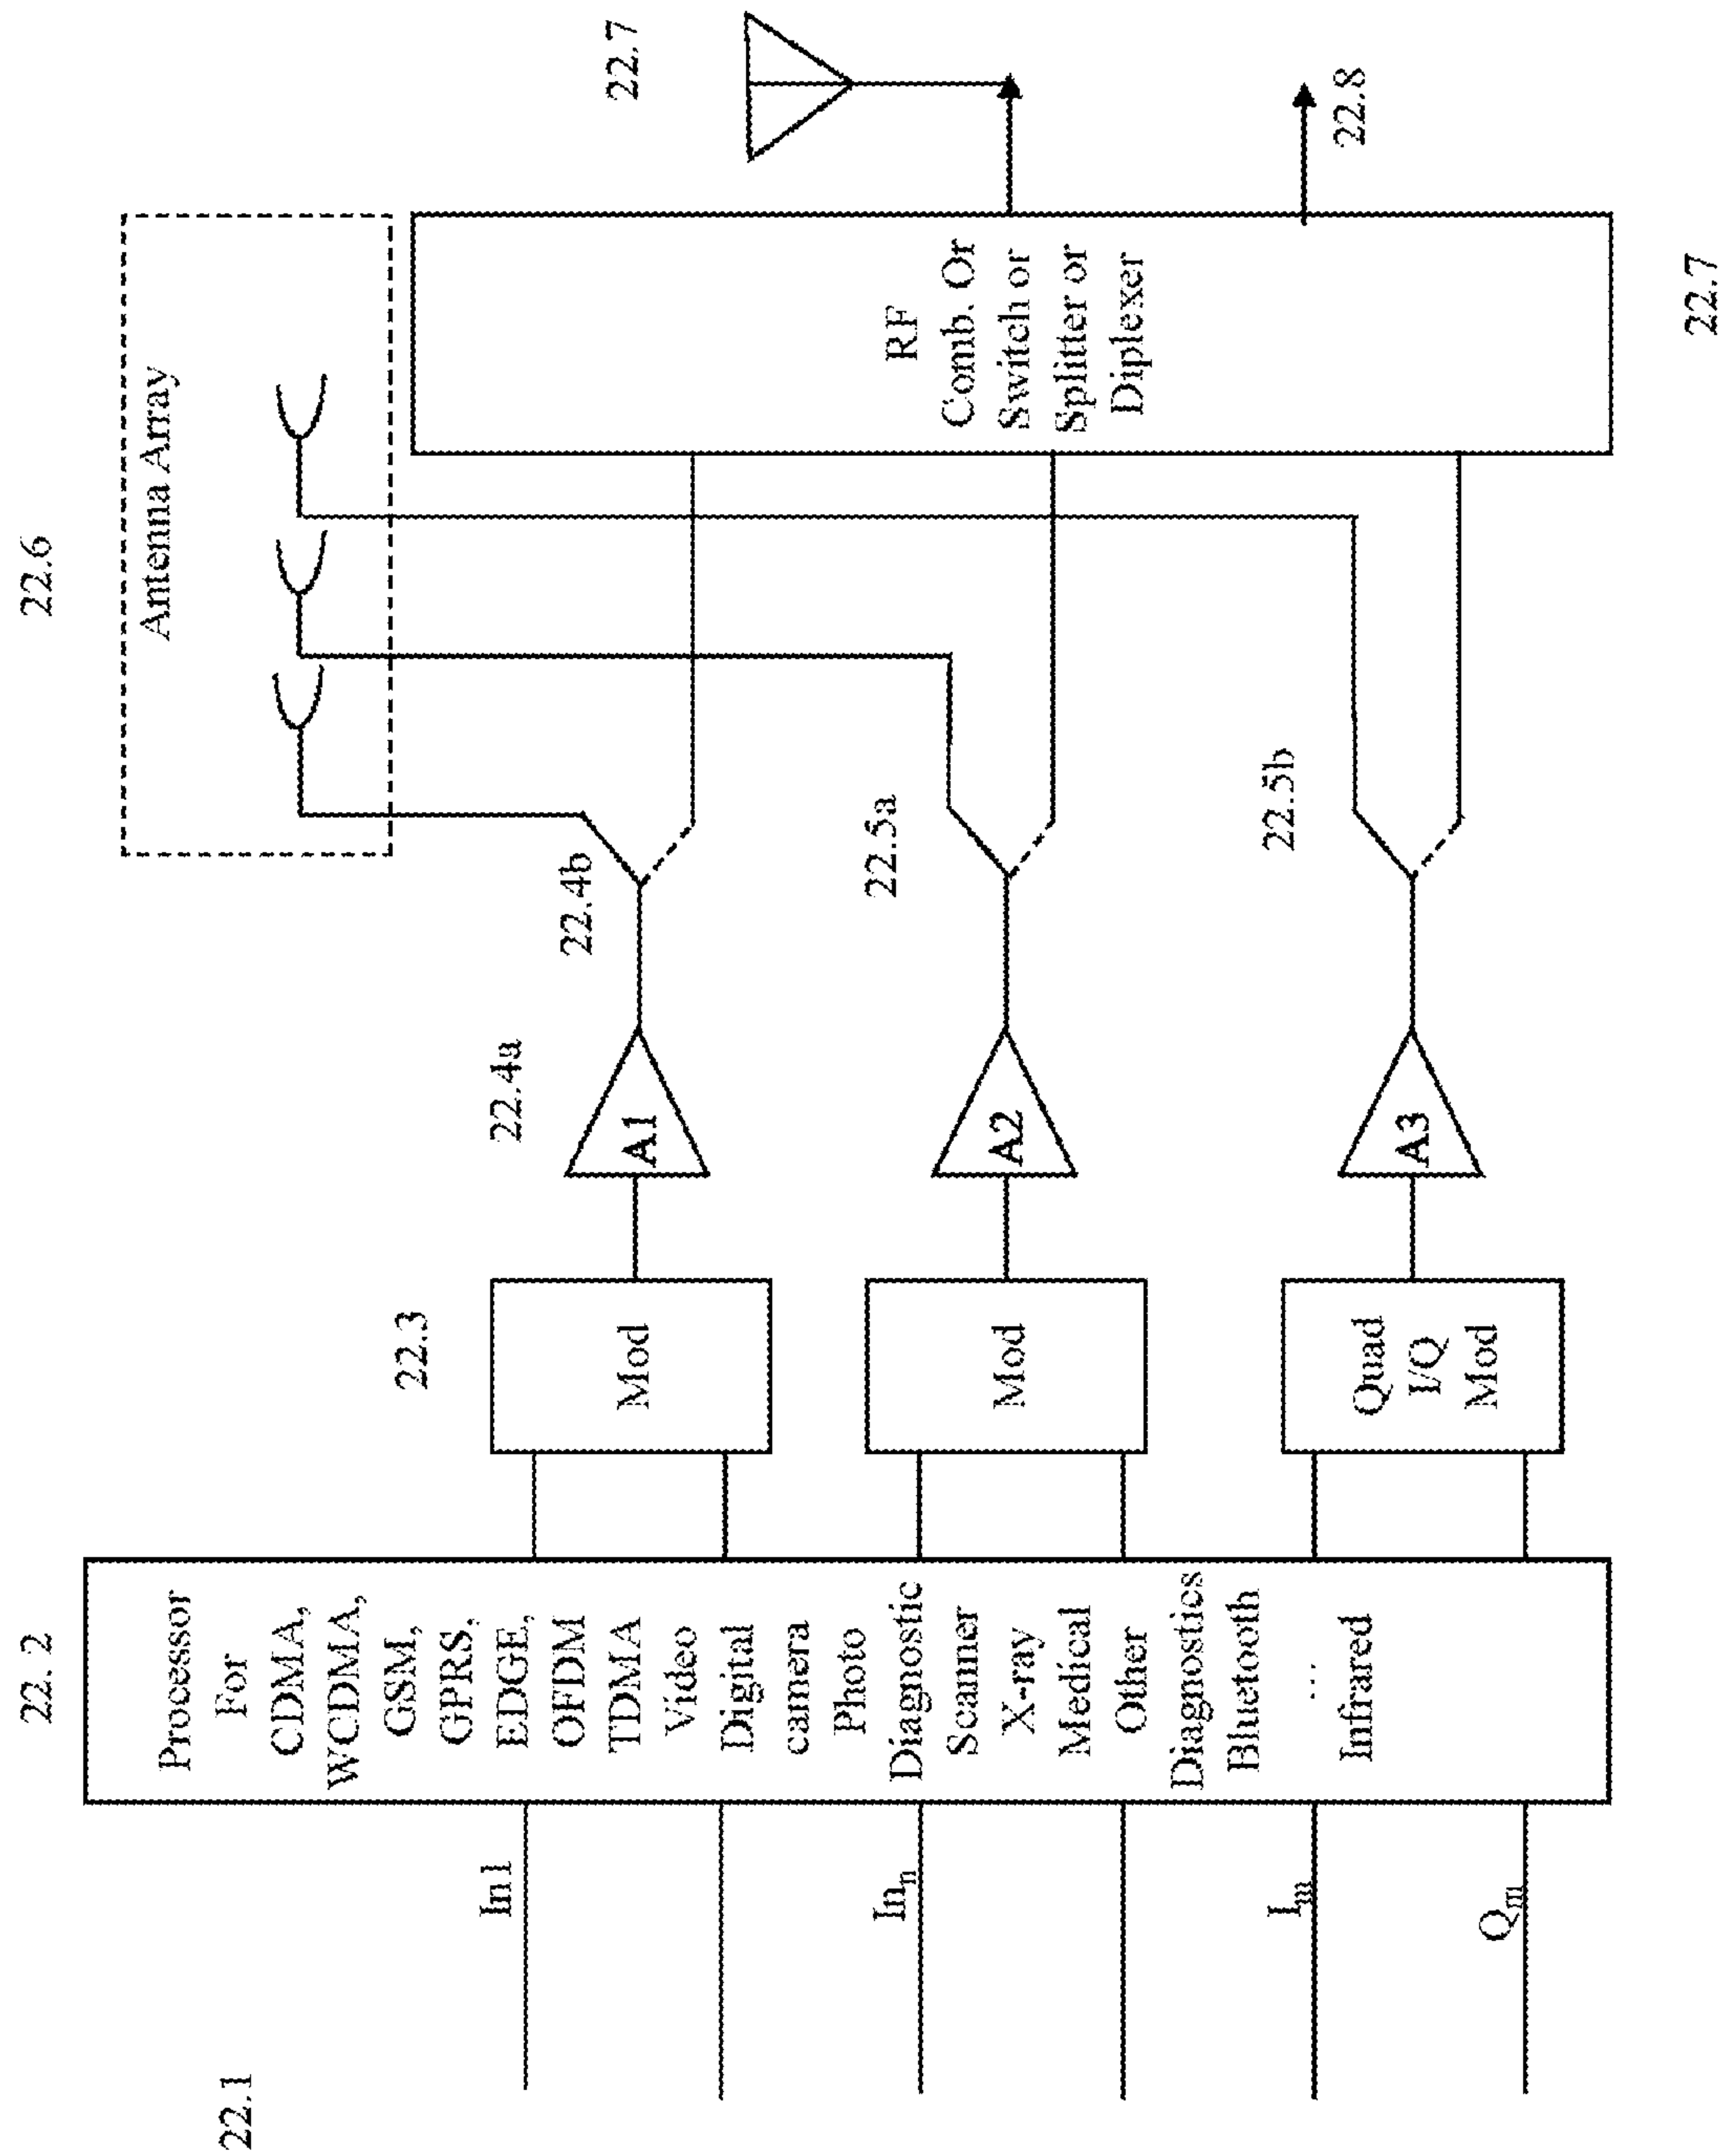 22.1
22. 2
22.3
22.4a
22.4b
22.5a
22.5b
22.6
22.7
22.8
22.7
In1
Inn
Im
Qm
Processor
For
CDMA,
WCDMA,
GSM,
GPRS,
EDGE,
OFDM
TDMA
Video
Digital
camera
Photo
Diagnostic
Scanner
X-ray
Medical
Other
Diagnostics
Bluetooth
...
Infrared
Mod
Mod
Quad
I/Q
Mod
A1
A2
A3
Antenna Array
RF
Comb. Or
Switch or
Splitter or
Diplexer